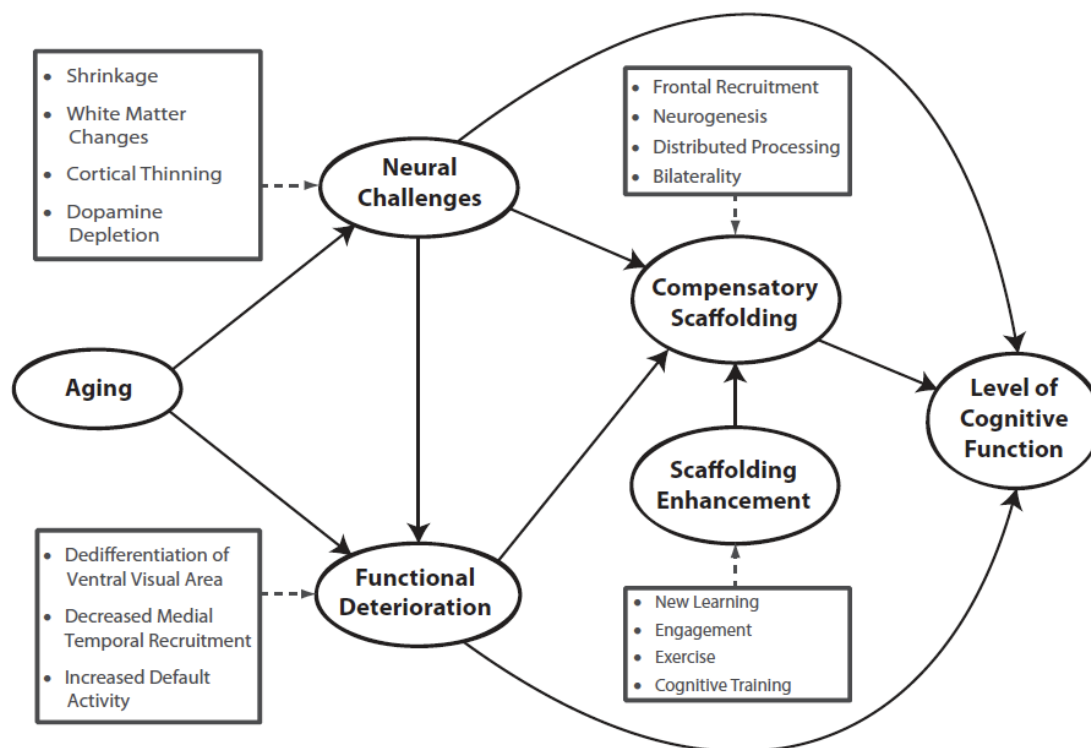 • Shrinkage
• White Matter
Changes
• Cortical Thinning
• Dopamine
Depletion
Neural
Challenges
• Frontal Recruitment
• Neurogenesis
• Distributed Processing
• Bilaterality
Compensatory
Scaffolding
Aging
Level of
Cognitive
Function
Scaffolding
Enhancement
• Dedifferentiation of
Ventral Visual Area
• Decreased Medial
Temporal Recruitment
• Increased Default
Activity
Functional
Deterioration
• New Learning
• Engagement
• Exercise
• Cognitive Training